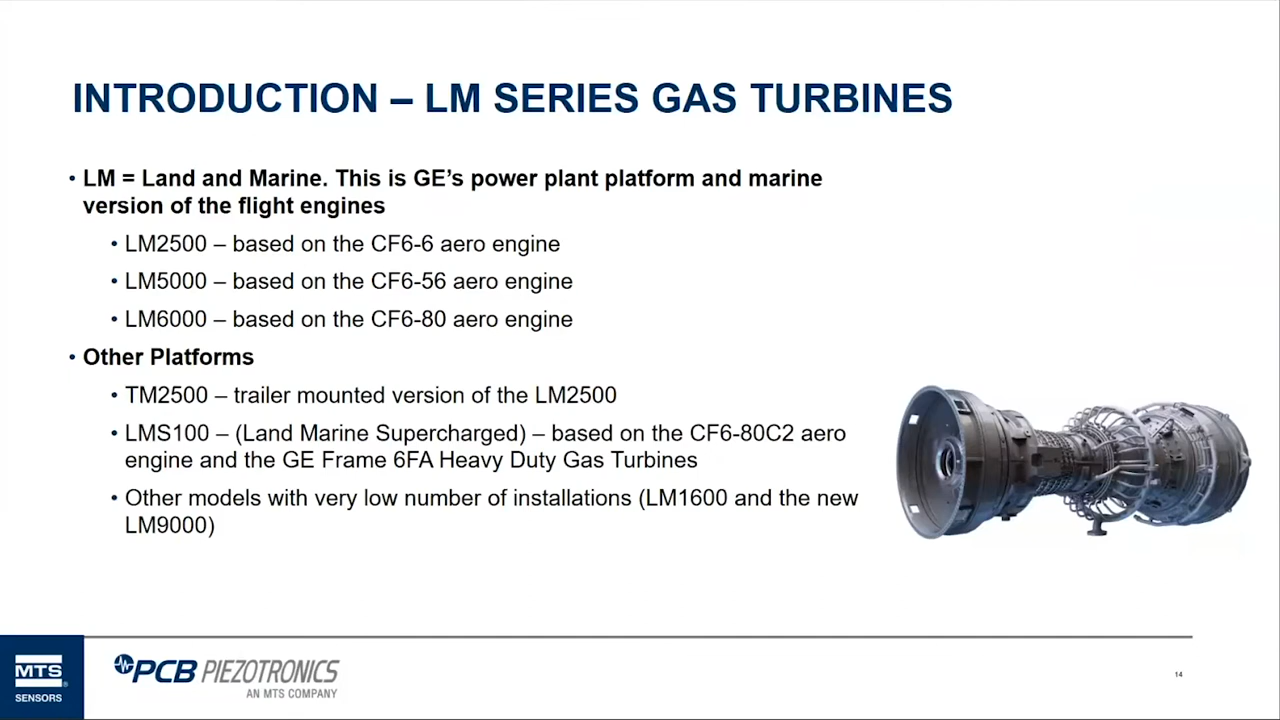 INTRODUCTION – LM SERIES GAS TURBINES
• LM = Land and Marine. This is GE’s power plant platform and marine
version of the flight engines
• LM2500 – based on the CF6-6 aero engine
• LM5000 – based on the CF6-56 aero engine
• LM6000 – based on the CF6-80 aero engine
• Other Platforms
• TM2500 – trailer mounted version of the LM2500
• LMS100 – (Land Marine Supercharged) – based on the CF6-80C2 aero
engine and the GE Frame 6FA Heavy Duty Gas Turbines
• Other models with very low number of installations (LM1600 and the new
LM9000)
MTS
SENSORS
PCB PIEZOTRONICS
AN MTS COMPANY
14